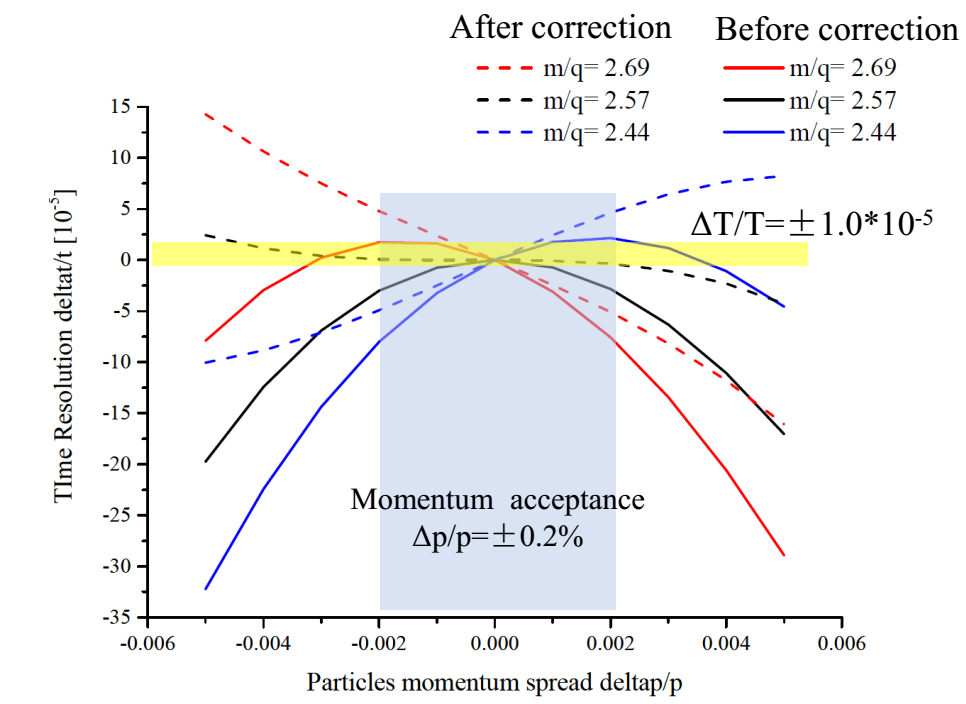 After correction
Before correction
m/q= 2.69
m/q= 2.69
m/q= 2.57
m/q= 2.57
m/q= 2.44
m/q= 2.44
15
10
5
0
-5
-10
-15
-20
-25
-30
-35
TIme Resolution deltat/t [10⁻⁵]
ΔT/T=±1.0*10⁻⁵
Momentum acceptance
Δp/p=±0.2%
-0.006
-0.004
-0.002
0.000
0.002
0.004
0.006
Particles momentum spread deltap/p